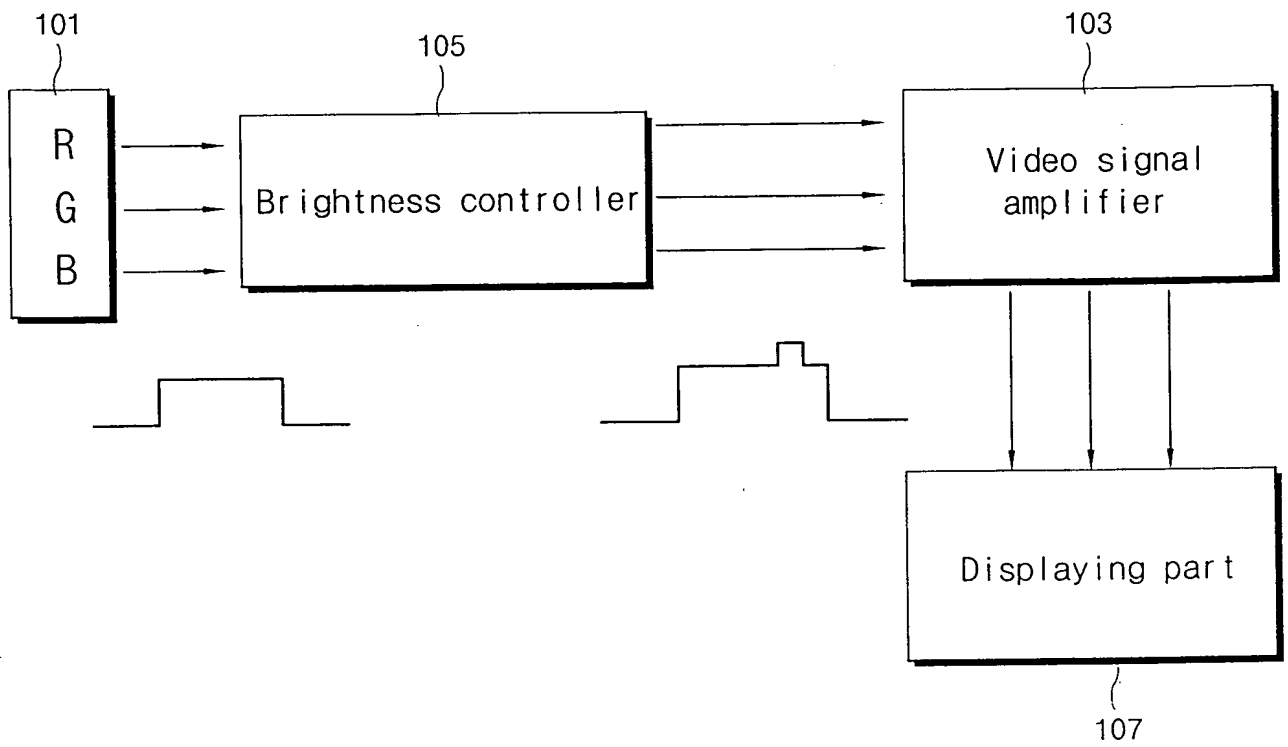 101
105
103
R
G
B
Brightness controller
Video signal
amplifier
Displaying part
107